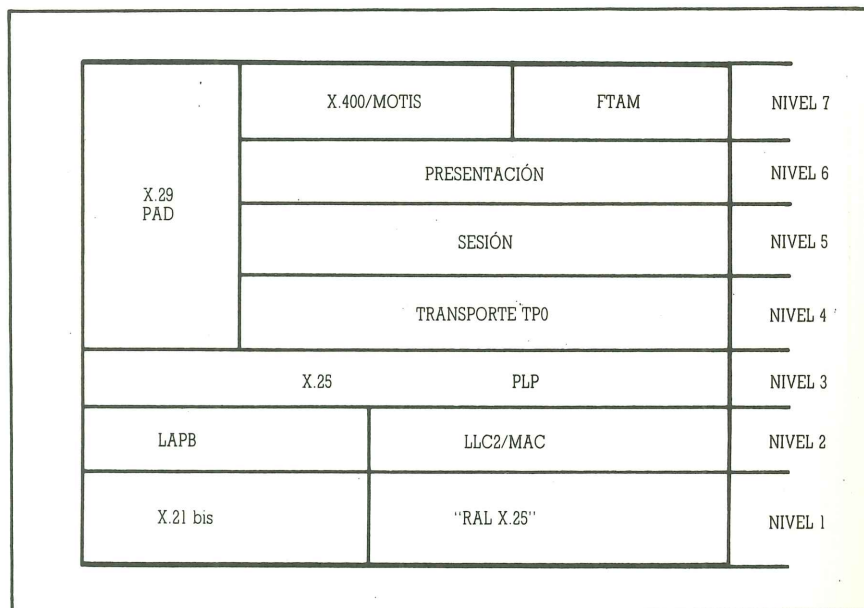 X.400/MOTIS FTAM NIVEL 7
PRESENTACIÓN NIVEL 6
X.29
PAD
SESIÓN NIVEL 5
TRANSPORTE TP0 NIVEL 4
X.25 PLP NIVEL 3
LAPB LLC2/MAC NIVEL 2
X.21 bis "RAL X.25" NIVEL 1